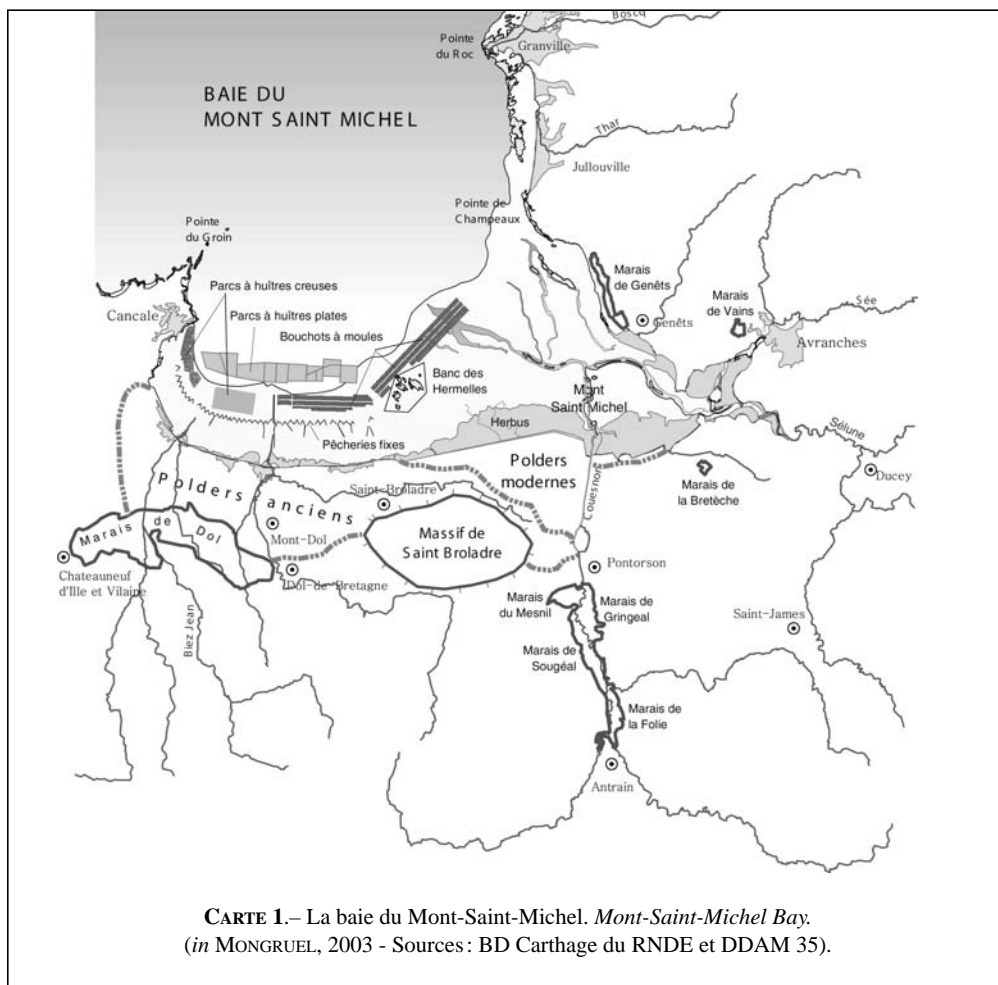 Boscq
Pointe
du Roc
Granville
BAIE DU
MONT SAINT MICHEL
Thar
Jullouville
Pointe de
Champeaux
Pointe
du Groin
Marais
de Genêts
Parcs à huîtres creuses
Marais
de Vains
Sée
Cancale
Parcs à huîtres plates
Genêts
Bouchots à moules
Avranches
Banc des
Hermelles
Mont
Saint Michel
Herbus
Sélune
Pêcheries fixes
Polders
modernes
Ducey
Marais de
la Bretèche
Couesnon
Polders anciens
Saint-Broladre
Marais de Dol
Mont-Dol
Massif de
Saint Broladre
Chateauneuf
d'Ille et Vilaine
Dol-de-Bretagne
Pontorson
Marais
du Mesnil
Marais de
Gringeal
Saint-James
Biez Jean
Marais de
Sougéal
Marais de
la Folie
Antrain
CARTE 1.– La baie du Mont-Saint-Michel. Mont-Saint-Michel Bay.
(in MONGRUEL, 2003 - Sources : BD Carthage du RNDE et DDAM 35).